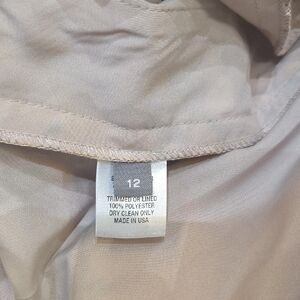 12
TRIMMED OR LINED
100% POLYESTER
DRY CLEAN ONLY
MADE IN USA